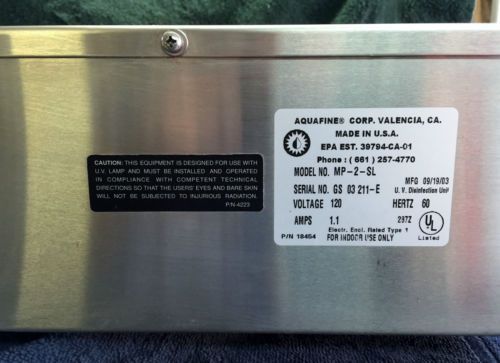 CAUTION: THIS EQUIPMENT IS DESIGNED FOR USE WITH
U.V. LAMP AND MUST BE INSTALLED AND OPERATED
IN COMPLIANCE WITH COMPETENT TECHNICAL
DIRECTIONS SO THAT THE USERS' EYES AND BARE SKIN
WILL NOT BE SUBJECTED TO INJURIOUS RADIATION.
P/N-4223
AQUAFINE® CORP. VALENCIA, CA.
MADE IN U.S.A.
EPA EST. 39794-CA-01
Phone : ( 661 ) 257-4770
MODEL NO. MP-2-SL
MFG 09/19/03
SERIAL NO. GS 03 211-E
U. V. Disinfection Unit
VOLTAGE 120 HERTZ 60
AMPS 1.1 297Z
Electr. Encl. Rated Type 1
P/N 18454 FOR INDOOR USE ONLY
UL
Listed